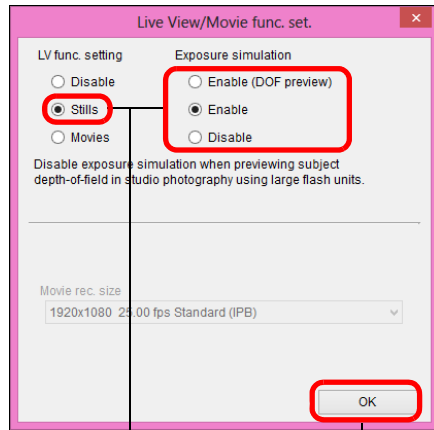 Live View/Movie func. set.
LV func. setting Exposure simulation
Disable Enable (DOF preview)
Stills Enable
Movies Disable
Disable exposure simulation when previewing subject
depth-of-field in studio photography using large flash units.
Movie rec. size
1920x1080 25.00 fps Standard (IPB)
OK